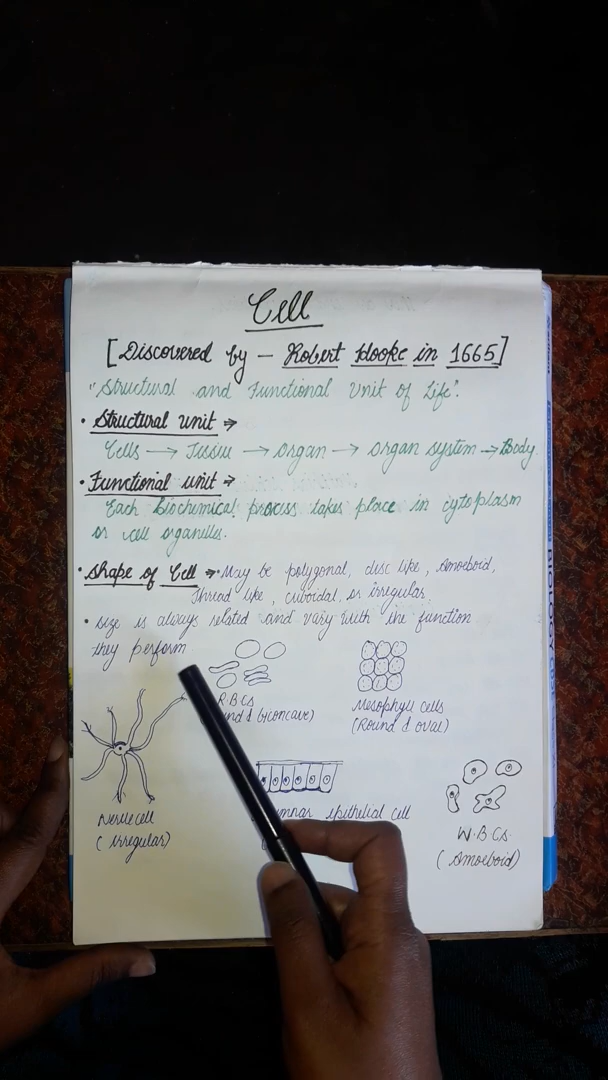 Cell
[Discovered by - Robert Hooke in 1665]
"Structural and Functional Unit of Life".
• Structural unit ⇒
Cells → Tissue → Organ → Organ system → Body
• Functional unit ⇒
Each Biochemical process takes place in cytoplasm
or cell organelles.
• Shape of Cell ⇒ • May be polygonal, disc like, Amoeboid,
Thread like, cuboidal, or irregular.
• Size is always related and vary with the function
they perform
R.B.Cs
nd & biconcave)
Mesophyll cells
(Round & oval)
Nerve cell
(irregular)
mnar epithelial cell
W.B.Cs.
(Amoeboid)
BIOLOGY